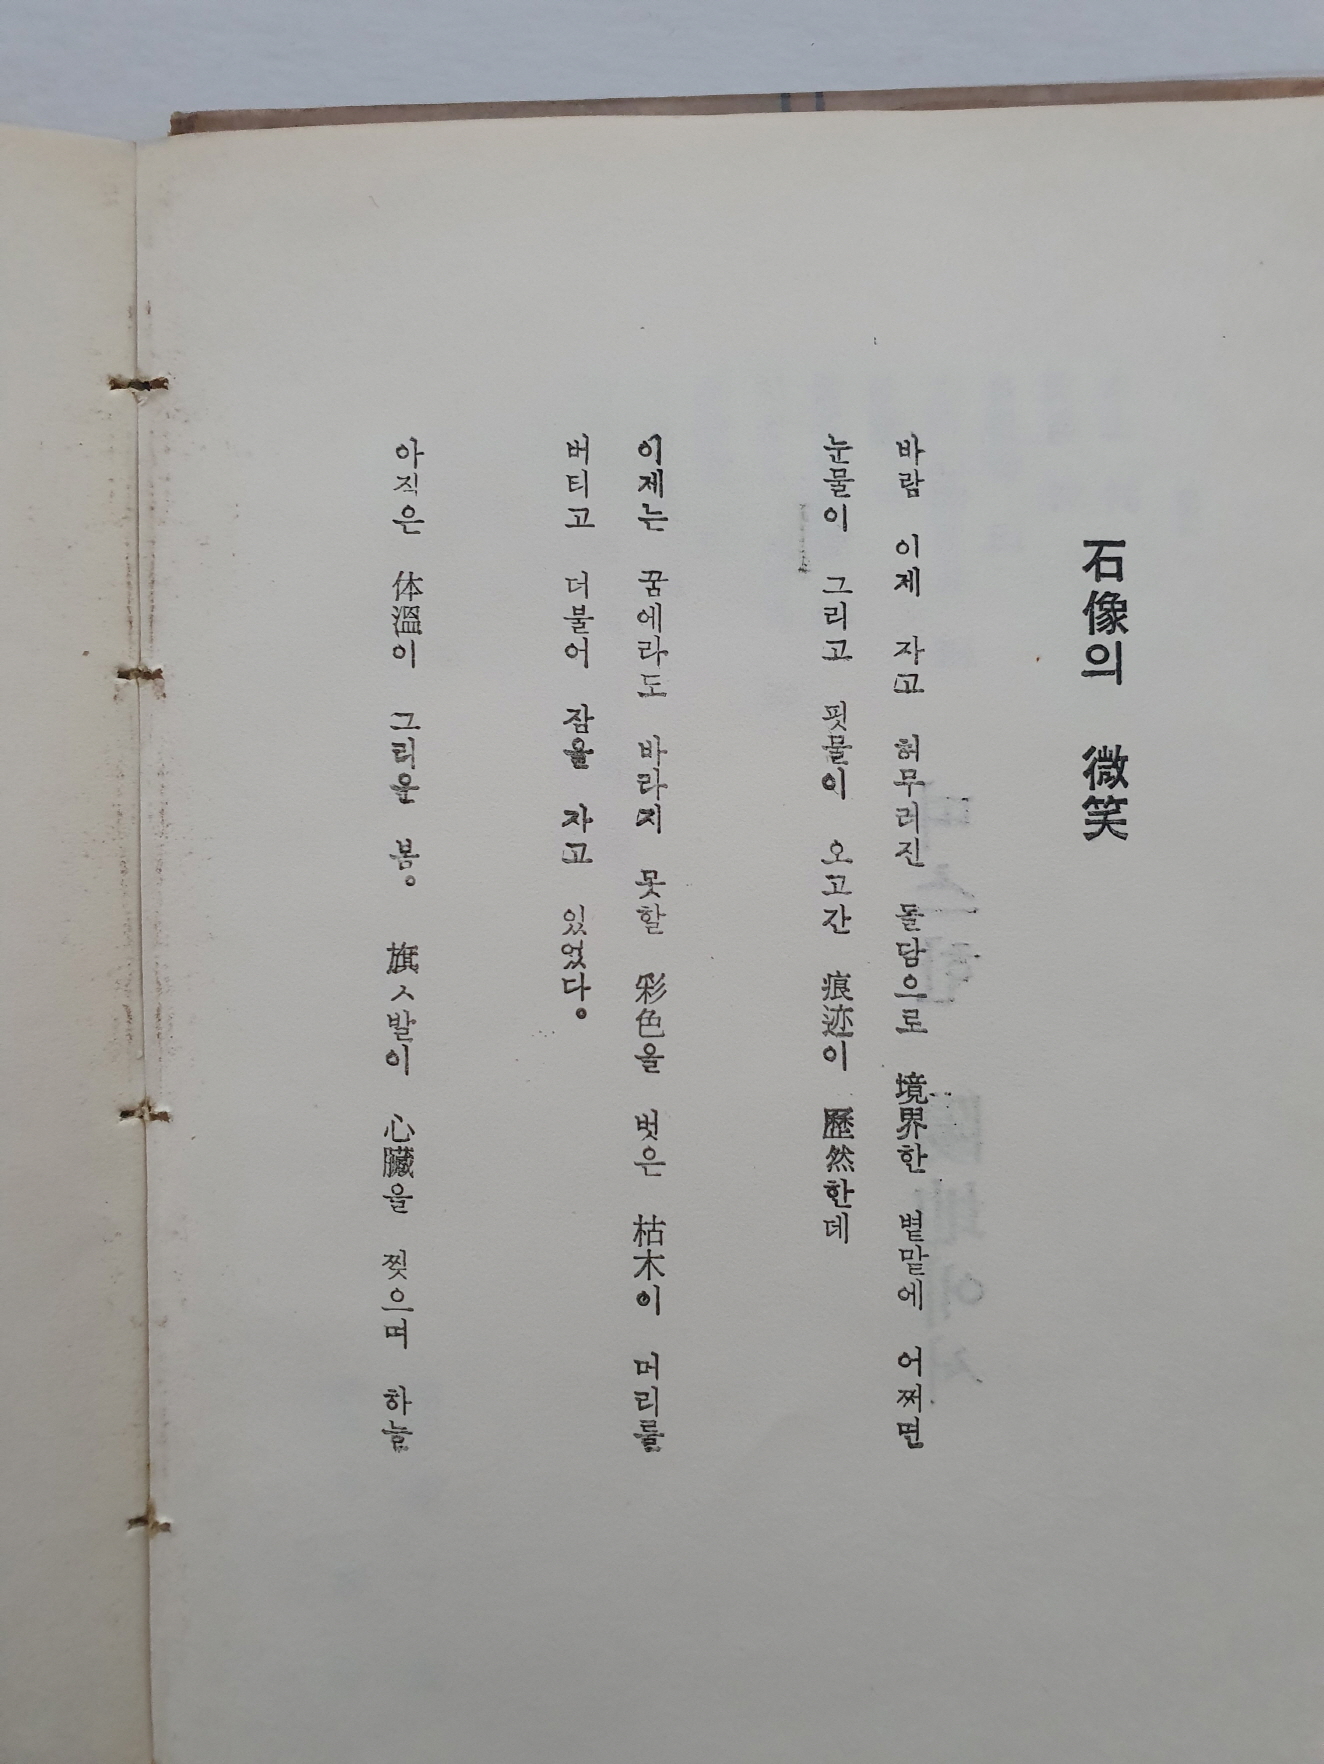 石像의 微笑
바람 이제 자고 허무러진 돌담으로 境界한 볕맡에 어쩌면
눈물이 그리고 핏물이 오고간 痕迹이 歷然한데
이제는 꿈에라도 바라지 못할 彩色을 벗은 枯木이 머리를
버티고 더불어 잠을 자고 있었다。
아직은 体溫이 그리운 봄。 旗ㅅ발이 心臟을 찢으며 하늘